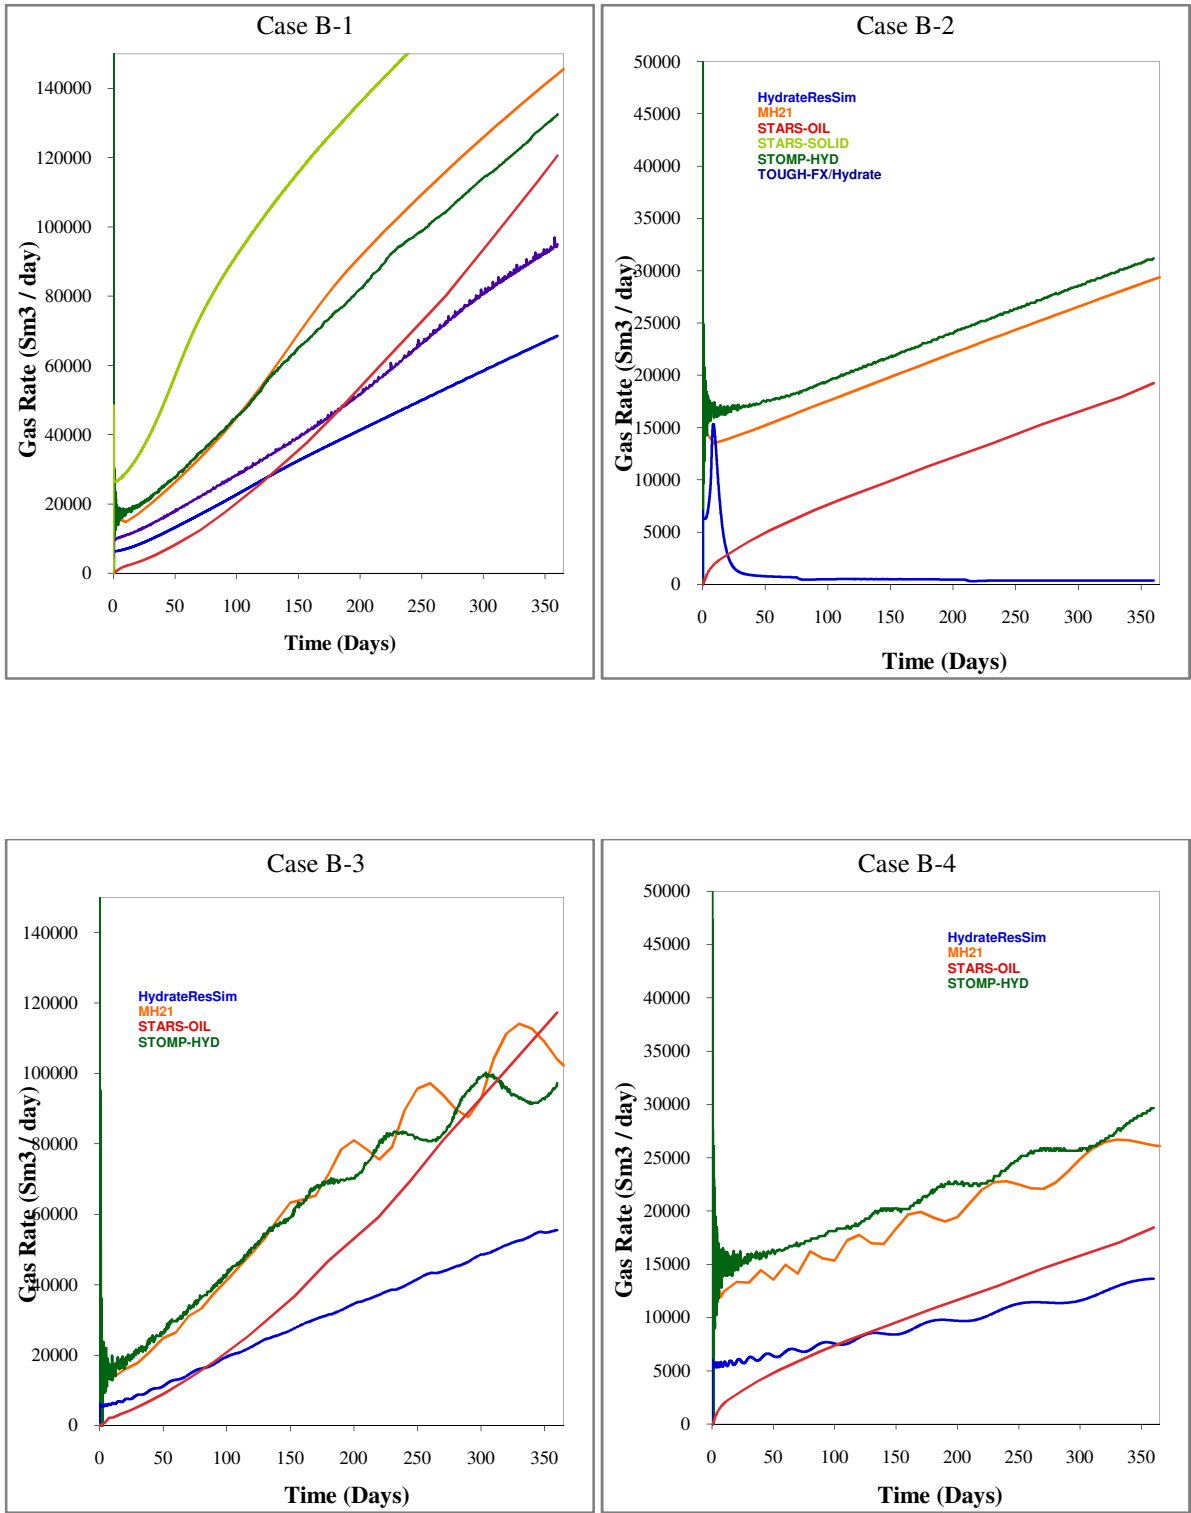 Case B-1
140000
120000
100000
80000
60000
40000
20000
0
Gas Rate (Sm3 / day)
0 50 100 150 200 250 300 350
Time (Days)
Case B-2
50000
45000
40000
35000
30000
25000
20000
15000
10000
5000
0
Gas Rate (Sm3 / day)
HydrateResSim
MH21
STARS-OIL
STARS-SOLID
STOMP-HYD
TOUGH-FX/Hydrate
0 50 100 150 200 250 300 350
Time (Days)
Case B-3
140000
120000
100000
80000
60000
40000
20000
0
Gas Rate (Sm3 / day)
HydrateResSim
MH21
STARS-OIL
STOMP-HYD
0 50 100 150 200 250 300 350
Time (Days)
Case B-4
50000
45000
40000
35000
30000
25000
20000
15000
10000
5000
0
Gas Rate (Sm3 / day)
HydrateResSim
MH21
STARS-OIL
STOMP-HYD
0 50 100 150 200 250 300 350
Time (Days)